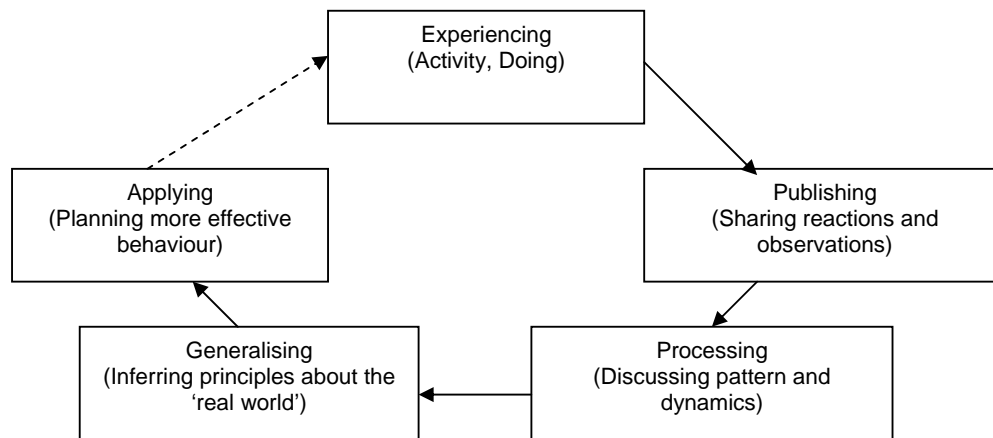 Experiencing
(Activity, Doing)
Applying
(Planning more effective
behaviour)
Publishing
(Sharing reactions and
observations)
Generalising
(Inferring principles about the
‘real world’)
Processing
(Discussing pattern and
dynamics)